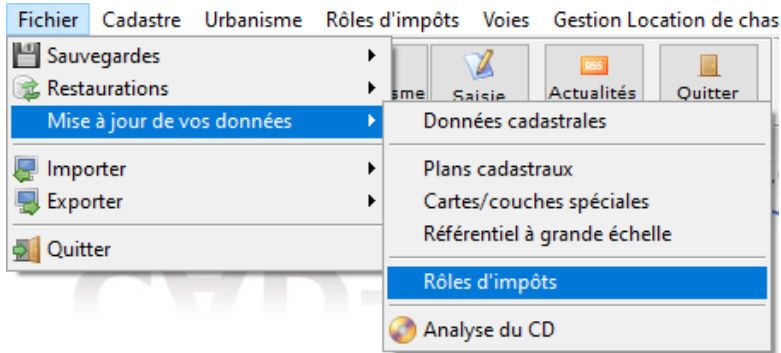 Fichier Cadastre Urbanisme Rôles d'impôts Voies Gestion Location de chas
Sauvegardes
Restaurations
Mise à jour de vos données
Importer
Exporter
Quitter
sme Saisie RSS Actualités Quitter
Données cadastrales
Plans cadastraux
Cartes/couches spéciales
Référentiel à grande échelle
Rôles d'impôts
Analyse du CD